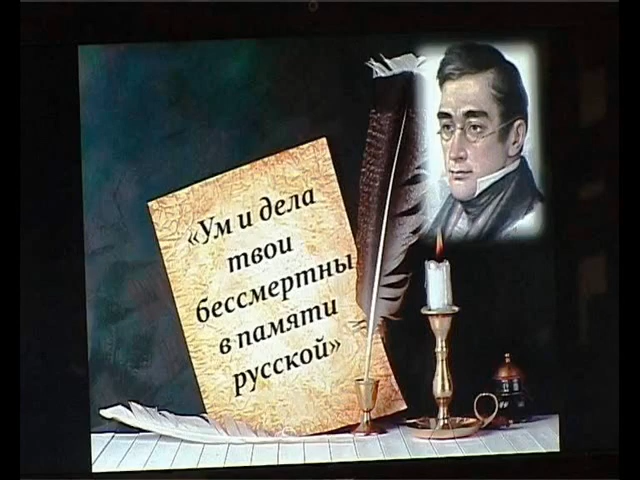 «Ум и дела
твои
бессмертны
в памяти
русской»